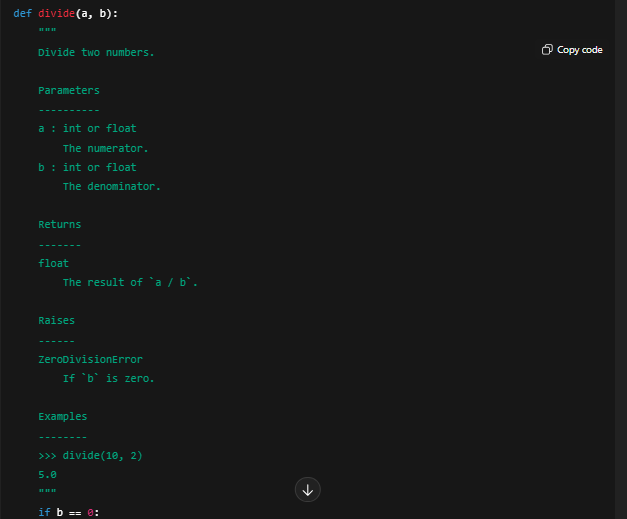 def divide(a, b):
    """
    Divide two numbers.
Copy code
    Parameters
    ----------
    a : int or float
        The numerator.
    b : int or float
        The denominator.
    Returns
    -------
    float
        The result of `a / b`.
    Raises
    ------
    ZeroDivisionError
        If `b` is zero.
    Examples
    --------
    >>> divide(10, 2)
    5.0
    """
    if b == 0: